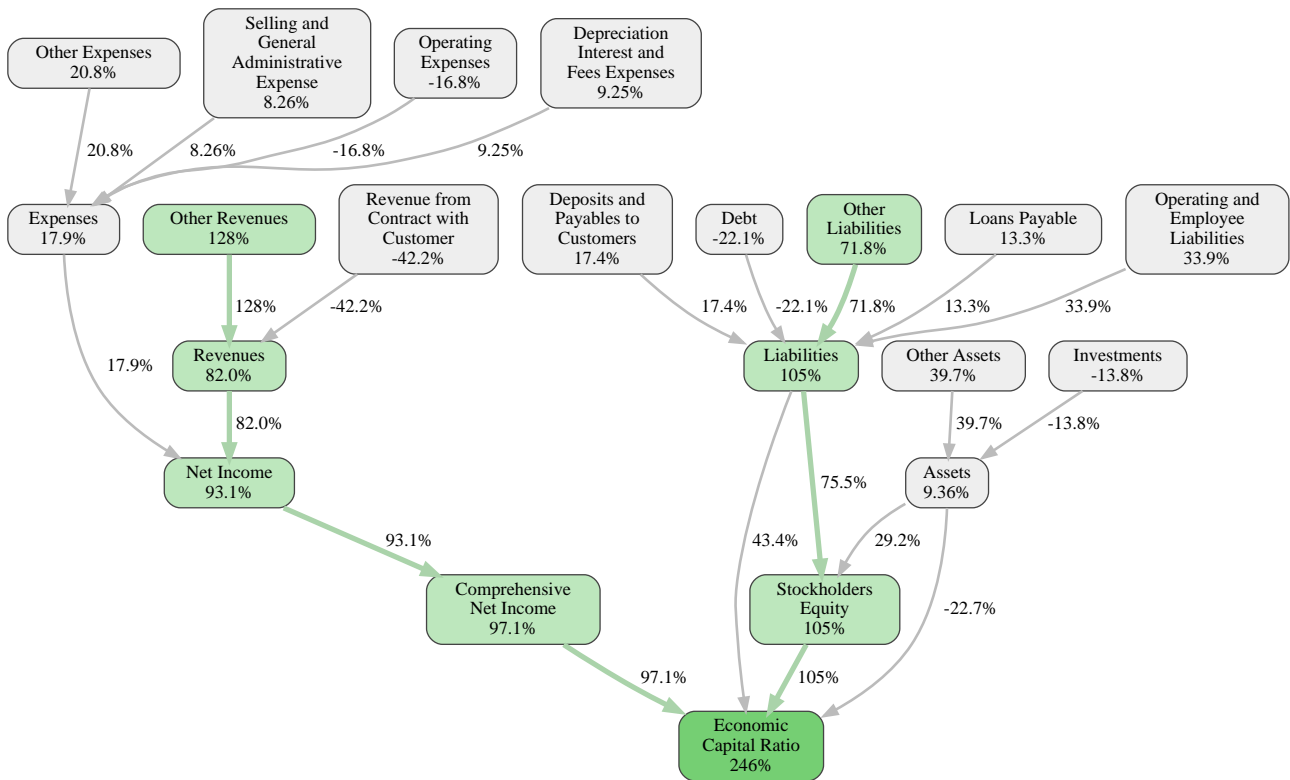 Other Expenses
20.8%
Selling and
General
Administrative
Expense
8.26%
Operating
Expenses
-16.8%
Depreciation
Interest and
Fees Expenses
9.25%
20.8%
8.26%
-16.8%
9.25%
Expenses
17.9%
Other Revenues
128%
Revenue from
Contract with
Customer
-42.2%
Deposits and
Payables to
Customers
17.4%
Debt
-22.1%
Other
Liabilities
71.8%
Loans Payable
13.3%
Operating and
Employee
Liabilities
33.9%
128%
-42.2%
17.4%
-22.1%
71.8%
13.3%
33.9%
17.9%
Revenues
82.0%
Liabilities
105%
Other Assets
39.7%
Investments
-13.8%
82.0%
39.7%
-13.8%
Net Income
93.1%
75.5%
Assets
9.36%
93.1%
43.4%
29.2%
Comprehensive
Net Income
97.1%
Stockholders
Equity
105%
-22.7%
97.1%
105%
Economic
Capital Ratio
246%